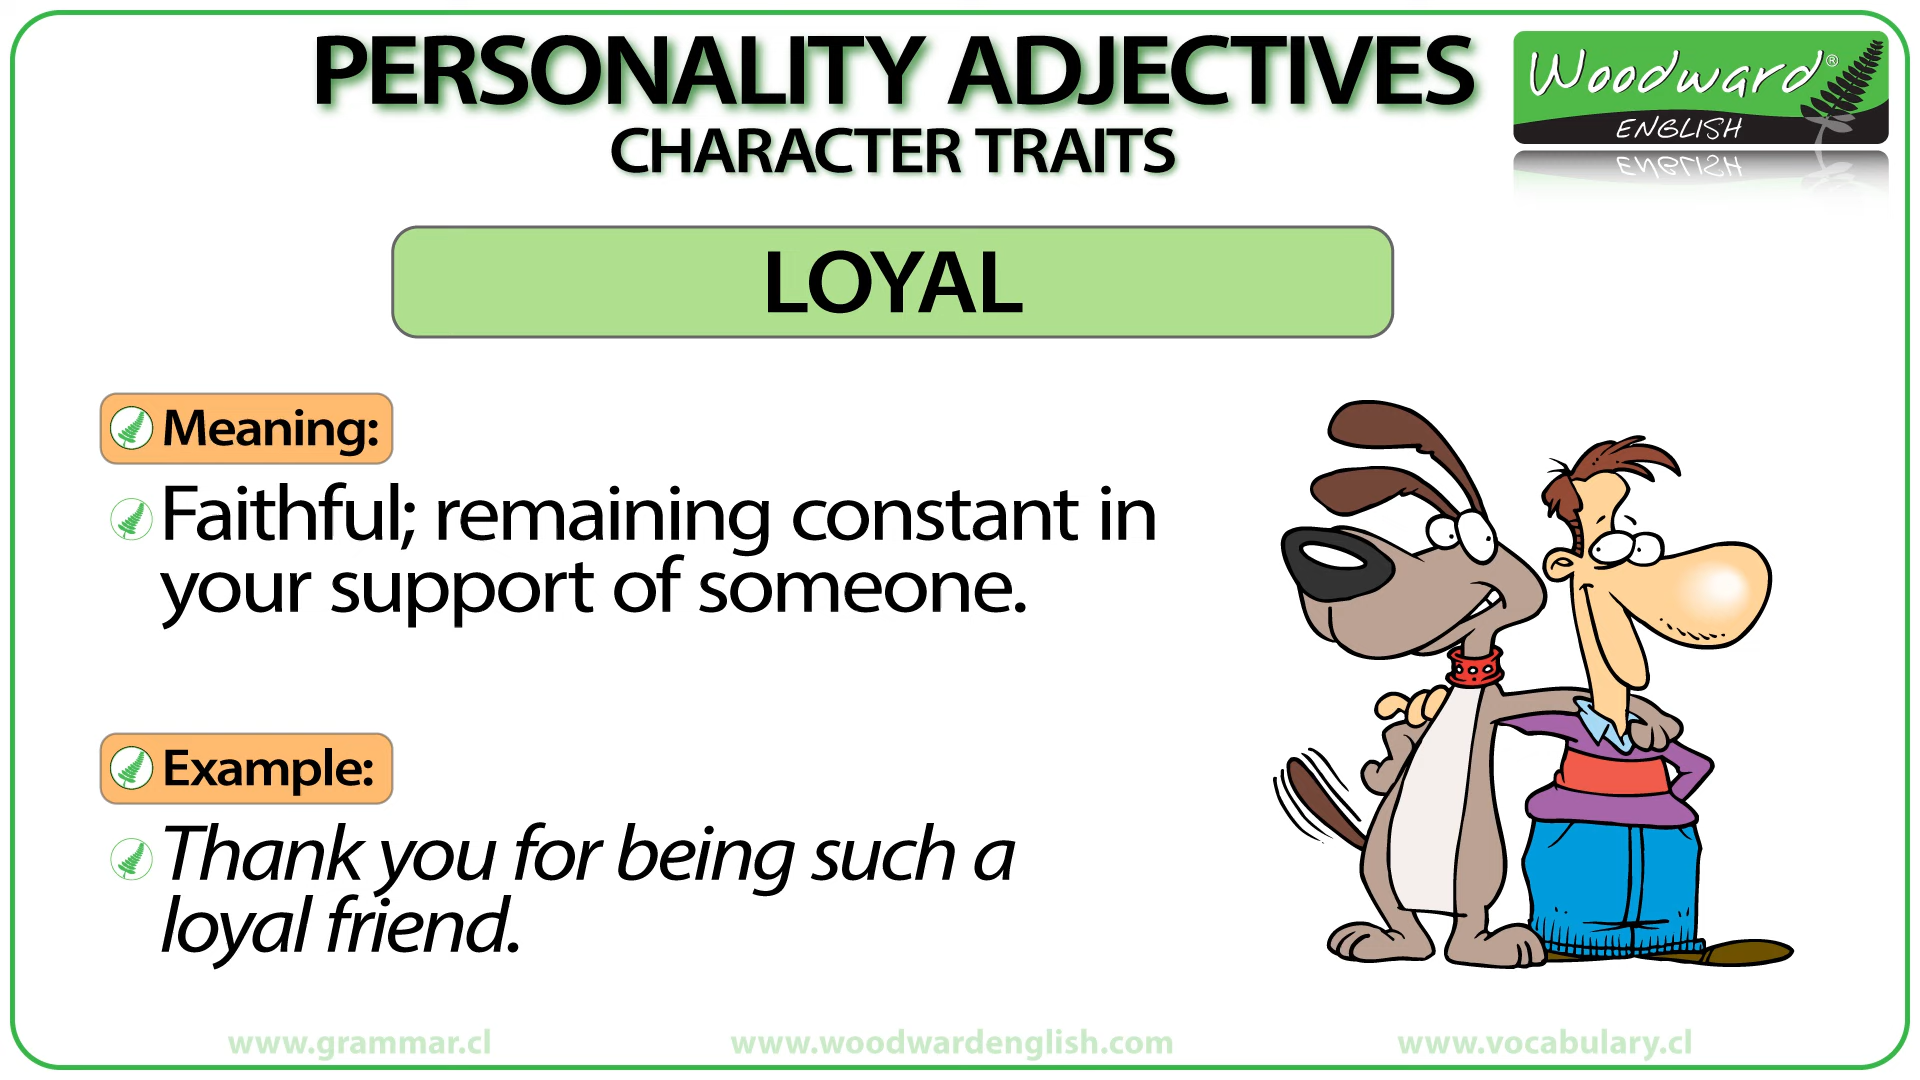 PERSONALITY ADJECTIVES
CHARACTER TRAITS
Woodward®
ENGLISH
LOYAL
Meaning:
Faithful; remaining constant in
your support of someone.
Example:
Thank you for being such a
loyal friend.
www.grammar.cl www.woodwardenglish.com www.vocabulary.cl